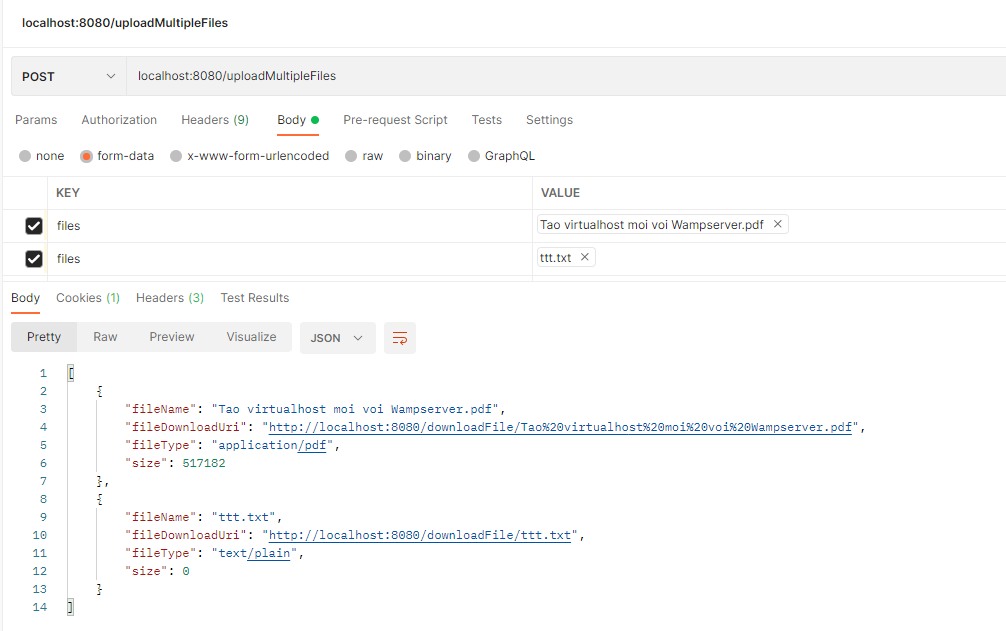 localhost:8080/uploadMultipleFiles
POST localhost:8080/uploadMultipleFiles
Params Authorization Headers (9) Body Pre-request Script Tests Settings
none form-data x-www-form-urlencoded raw binary GraphQL
KEY VALUE
files Tao virtualhost moi voi Wampserver.pdf
files ttt.txt
Body Cookies (1) Headers (3) Test Results
Pretty Raw Preview Visualize JSON
1 [
2 {
3 "fileName": "Tao virtualhost moi voi Wampserver.pdf",
4 "fileDownloadUri": "http://localhost:8080/downloadFile/Tao%20virtualhost%20moi%20voi%20Wampserver.pdf",
5 "fileType": "application/pdf",
6 "size": 517182
7 },
8 {
9 "fileName": "ttt.txt",
10 "fileDownloadUri": "http://localhost:8080/downloadFile/ttt.txt",
11 "fileType": "text/plain",
12 "size": 0
13 }
14 ]